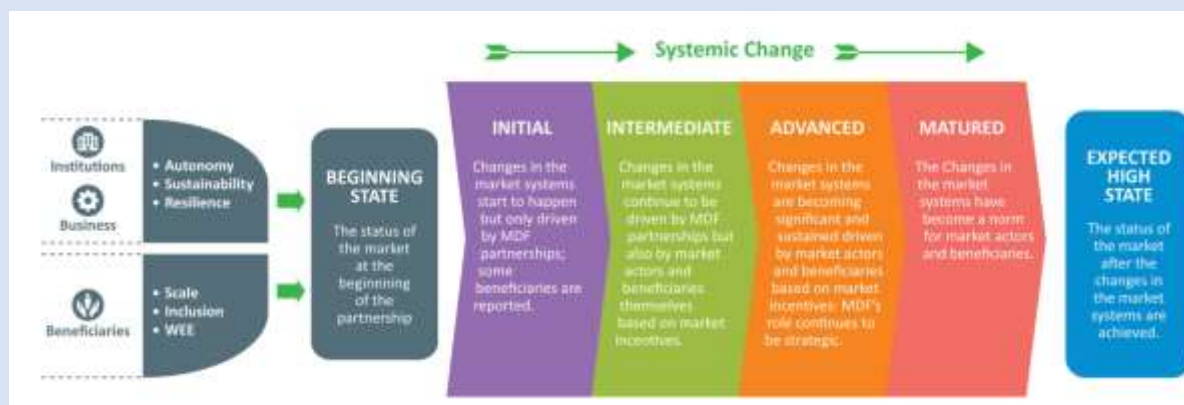 Systemic Change
Institutions
Business
• Autonomy
• Sustainability
• Resilience
Beneficiaries
• Scale
• Inclusion
• WEE
BEGINNING
STATE
The status of
the market
at the
beginning
of the
partnership
INITIAL
Changes in the
market systems
start to happen
but only driven
by MDF
partnerships;
some
beneficiaries are
reported.
INTERMEDIATE
Changes in the
market systems
continue to be
driven by MDF
partnerships but
also by market
actors and
beneficiaries
themselves
based on market
incentives.
ADVANCED
Changes in the
market systems
are becoming
significant and
sustained driven
by market actors
and beneficiaries
based on market
incentives. MDF's
role continues to
be strategic.
MATURED
The Changes in
the market
systems have
become a norm
for market actors
and beneficiaries.
EXPECTED
HIGH
STATE
The status of
the market
after the
changes in
the market
systems are
achieved.